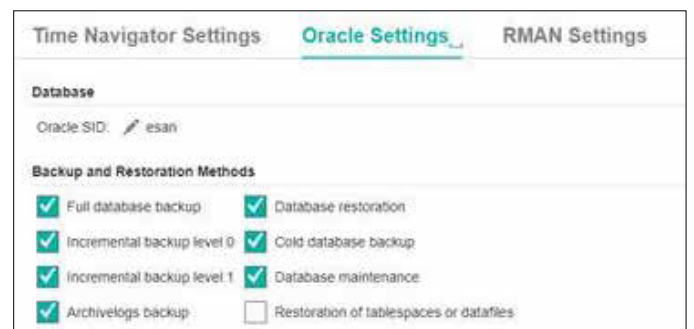 Time Navigator Settings Oracle Settings RMAN Settings
Database
Oracle SID: esan
Backup and Restoration Methods
Full database backup Database restoration
Incremental backup level 0 Cold database backup
Incremental backup level 1 Database maintenance
Archivelogs backup Restoration of tablespaces or datafiles